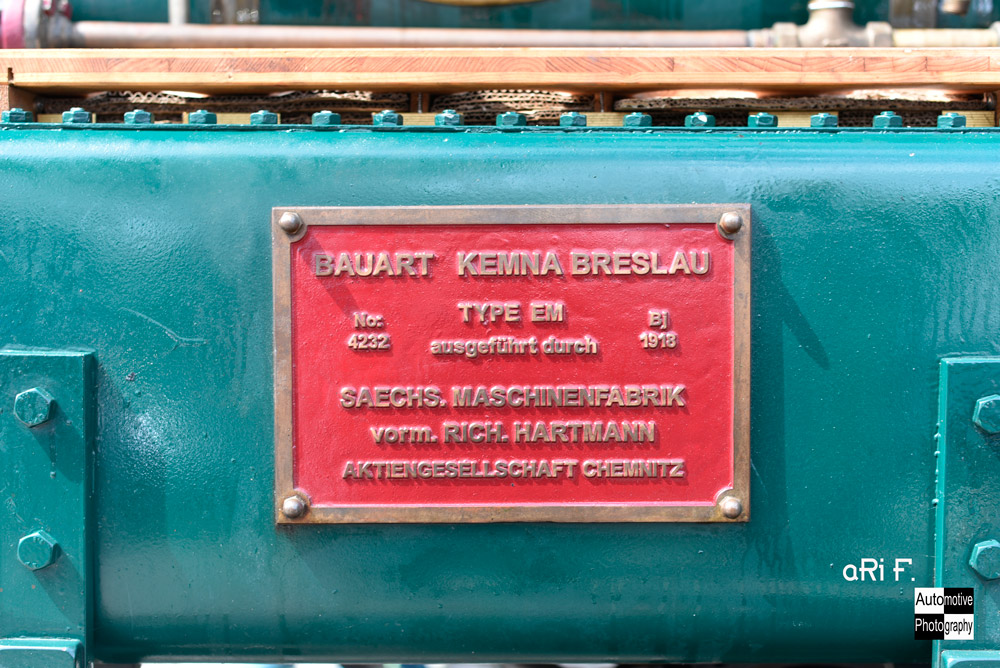 BAUART KEMNA BRESLAU
No: TYPE EM Bj
4232 ausgeführt durch 1918
SAECHS. MASCHINENFABRIK
vorm. RICH. HARTMANN
AKTIENGESELLSCHAFT CHEMNITZ
aRi F.
Automotive
Photography